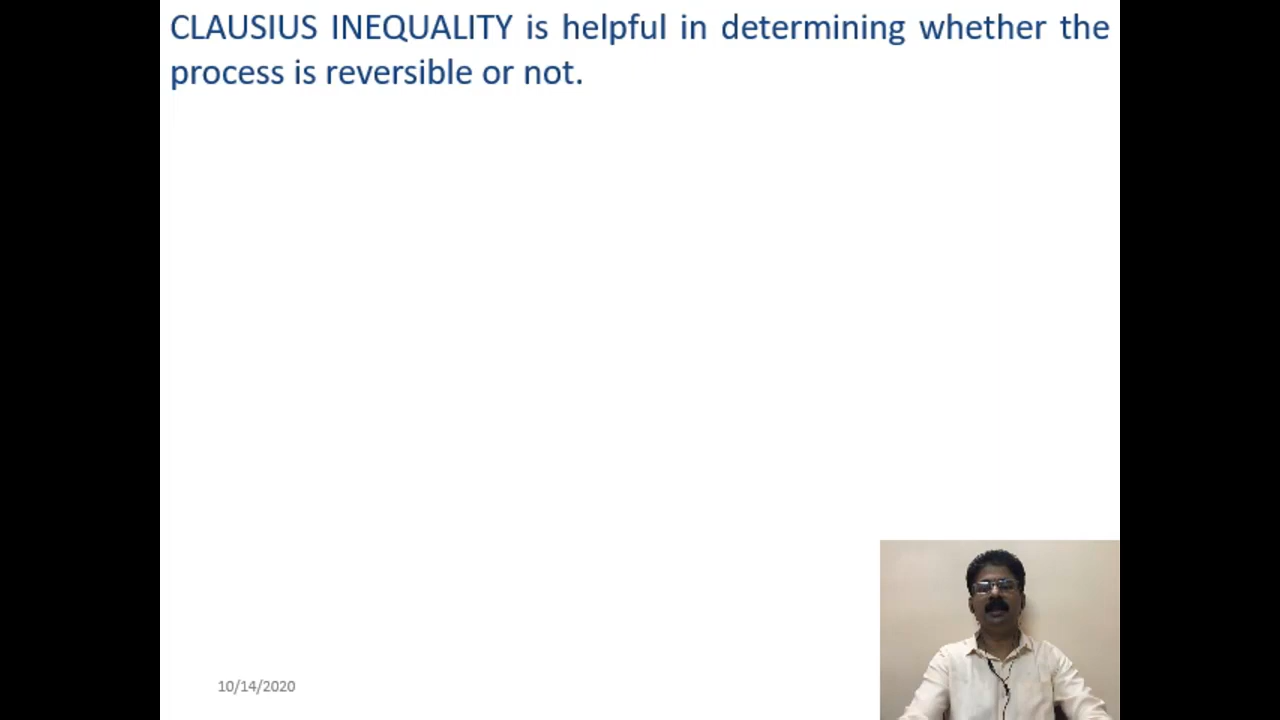 CLAUSIUS INEQUALITY is helpful in determining whether the
process is reversible or not.
10/14/2020